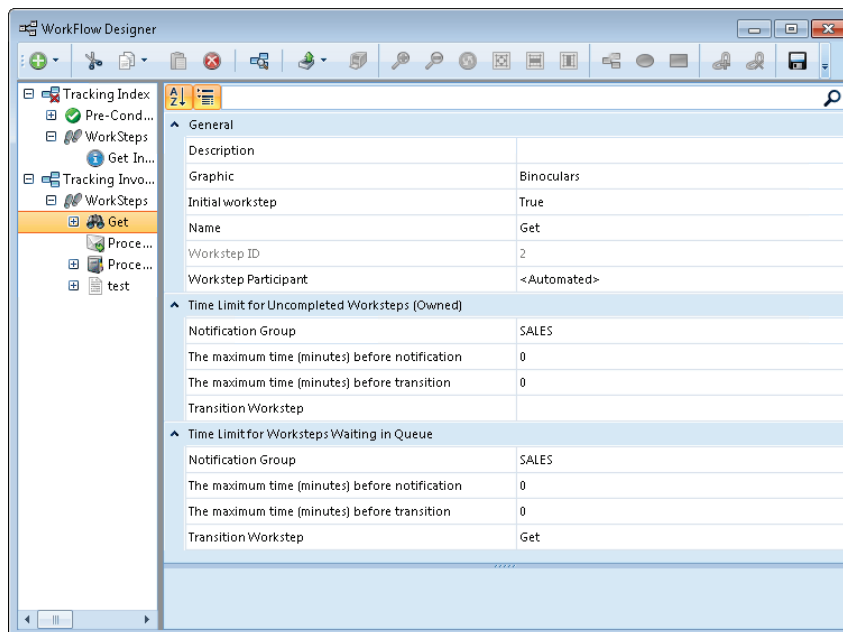 WorkFlow Designer
Tracking Index
Pre-Cond...
WorkSteps
Get In...
Tracking Invo...
WorkSteps
Get
Proce...
Proce...
test
A
Z
General
Description
Graphic Binoculars
Initial workstep True
Name Get
Workstep ID 2
Workstep Participant <Automated>
Time Limit for Uncompleted Worksteps (Owned)
Notification Group SALES
The maximum time (minutes) before notification 0
The maximum time (minutes) before transition 0
Transition Workstep
Time Limit for Worksteps Waiting in Queue
Notification Group SALES
The maximum time (minutes) before notification 0
The maximum time (minutes) before transition 0
Transition Workstep Get